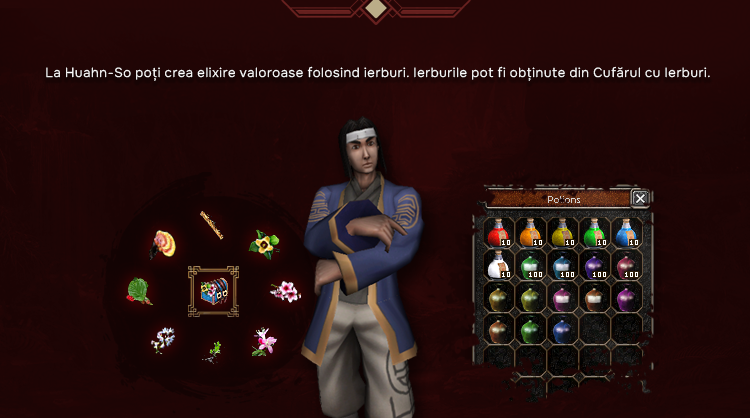 La Huahn-So poți crea elixire valoroase folosind ierburi. Ierburile pot fi obținute din Cufărul cu Ierburi.
Potions
10 10 10 10 10
10 100 100 100 100